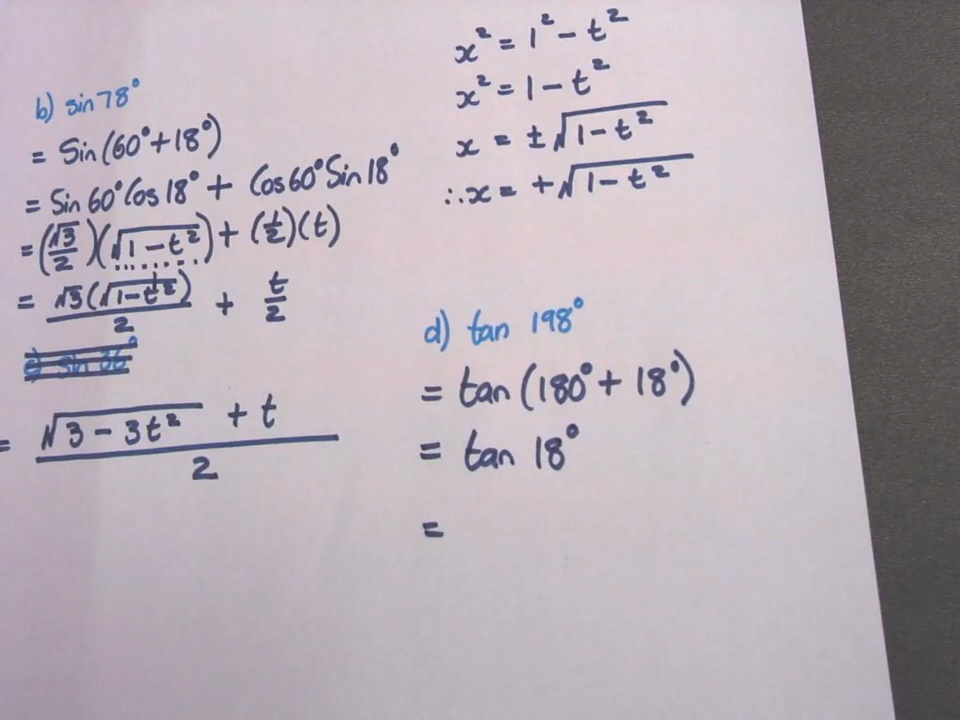 b) sin 78°
= Sin (60° + 18°)
= Sin 60° Cos 18° + Cos 60° Sin 18°
= (√3/2)(√1 - t²) + (t/2)(t)
= √3(√1 - t²)/2 + t/2
c) sin 36°
= √3 - 3t² + t / 2
x² = 1² - t²
x² = 1 - t²
x = ±√1 - t²
∴ x = +√1 - t²
d) tan 198°
= tan (180° + 18°)
= tan 18°
=